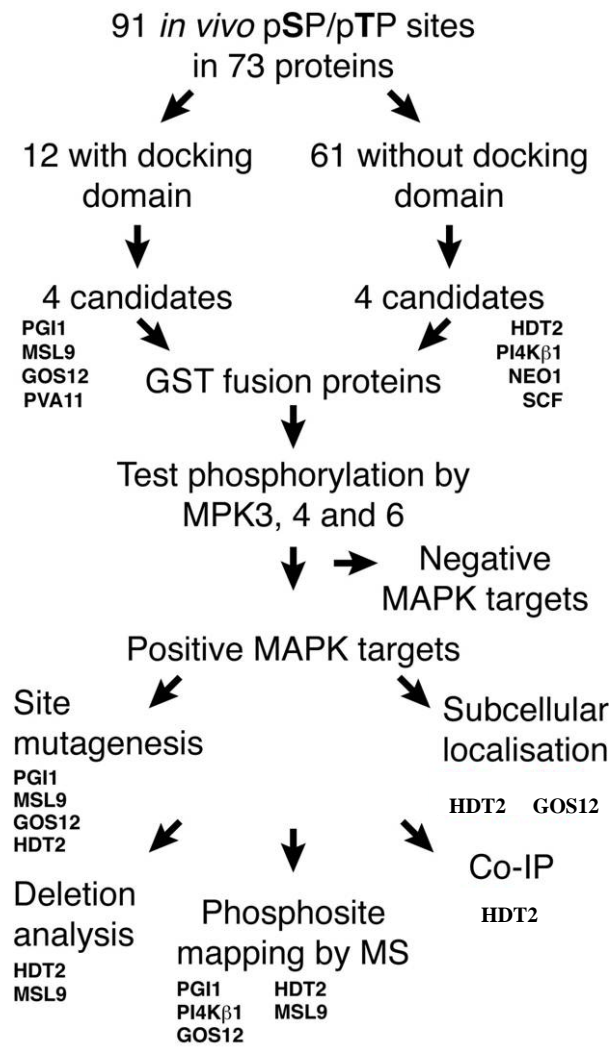 91 in vivo pSP/pTP sites
in 73 proteins
12 with docking
domain
61 without docking
domain
4 candidates
PGI1
MSL9
GOS12
PVA11
4 candidates
HDT2
PI4Kβ1
NEO1
SCF
GST fusion proteins
Test phosphorylation by
MPK3, 4 and 6
Negative
MAPK targets
Positive MAPK targets
Site
mutagenesis
PGI1
MSL9
GOS12
HDT2
Subcellular
localisation
HDT2 GOS12
Deletion
analysis
HDT2
MSL9
Phosphosite
mapping by MS
PGI1 HDT2
PI4Kβ1 MSL9
GOS12
Co-IP
HDT2